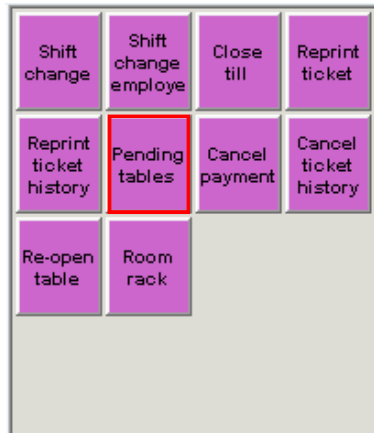 Shift
change
Shift
change
employe
Close
till
Reprint
ticket
Reprint
ticket
history
Pending
tables
Cancel
payment
Cancel
ticket
history
Re-open
table
Room
rack